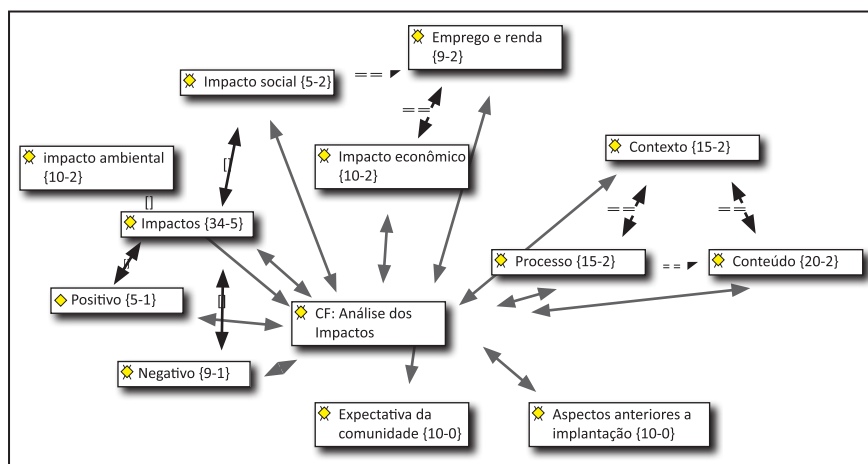 Emprego e renda
{9-2}
Impacto social {5-2}
==
==
impacto ambiental
{10-2}
[]
Impacto econômico
{10-2}
Contexto {15-2}
[]
Impactos {34-5}
==
==
[]
Processo {15-2}
==
Conteúdo {20-2}
Positivo {5-1}
[]
CF: Análise dos
Impactos
Negativo {9-1}
Expectativa da
comunidade {10-0}
Aspectos anteriores a
implantação {10-0}